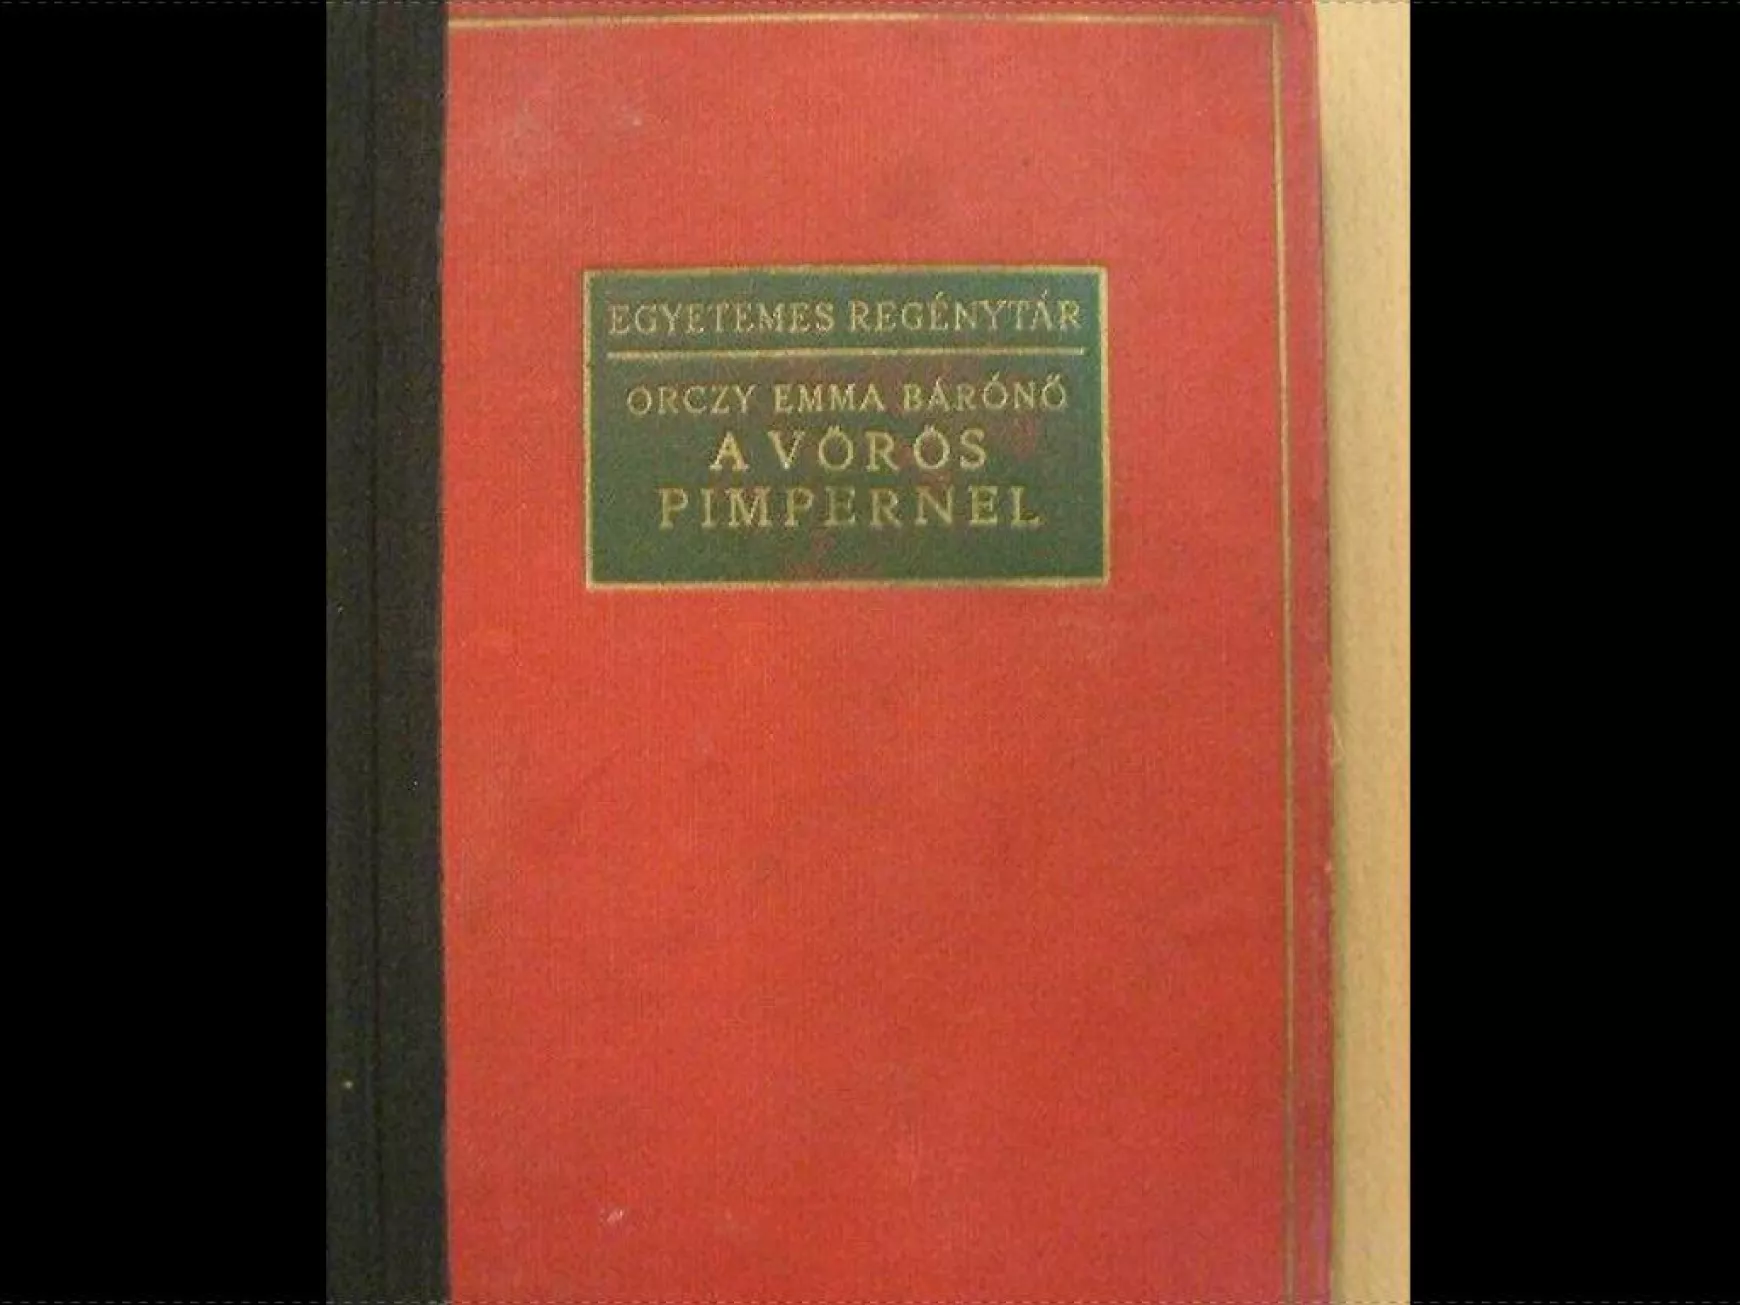 EGYETEMES REGÉNYTÁR
ORCZY EMMA BÁRÓNŐ
A VÖRÖS
PIMPERNEL